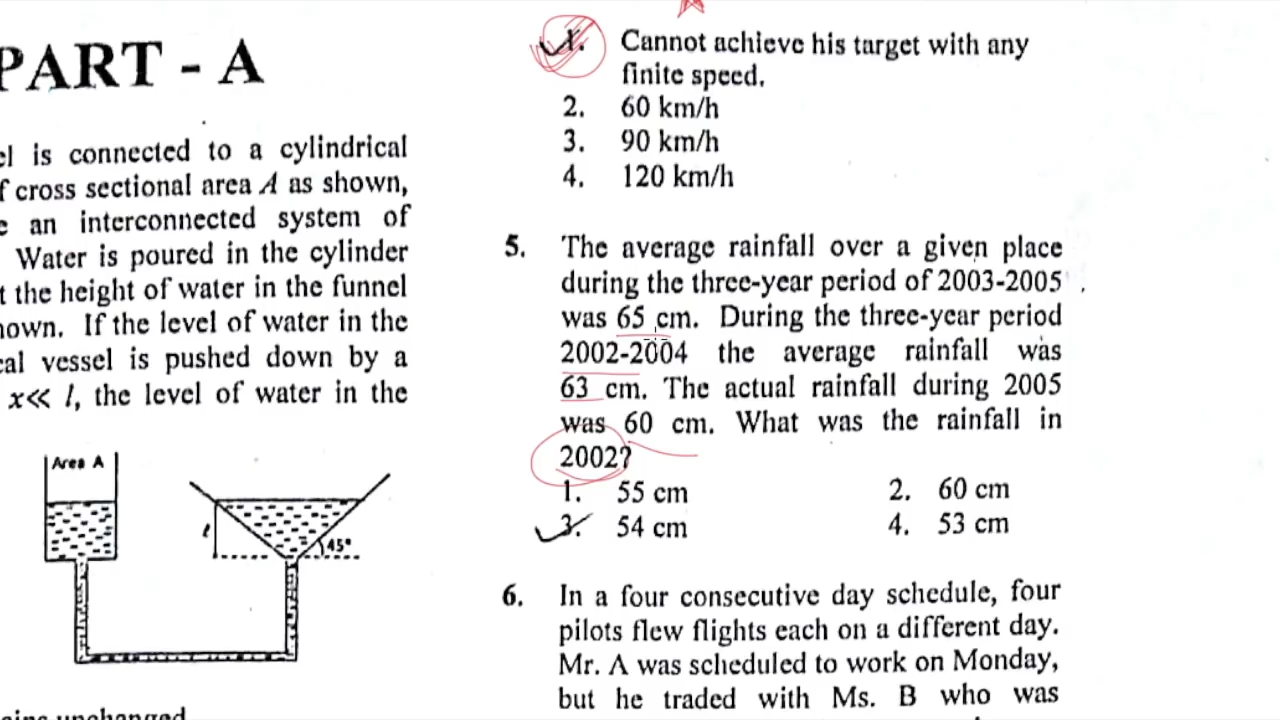 PART - A
el is connected to a cylindrical
f cross sectional area A as shown,
e an interconnected system of
Water is poured in the cylinder
t the height of water in the funnel
nown. If the level of water in the
cal vessel is pushed down by a
x<< l, the level of water in the
Area A
ℓ
45°
1. Cannot achieve his target with any
finite speed.
2. 60 km/h
3. 90 km/h
4. 120 km/h
5. The average rainfall over a given place
during the three-year period of 2003-2005
was 65 cm. During the three-year period
2002-2004 the average rainfall was
63 cm. The actual rainfall during 2005
was 60 cm. What was the rainfall in
2002?
1. 55 cm 2. 60 cm
3. 54 cm 4. 53 cm
6. In a four consecutive day schedule, four
pilots flew flights each on a different day.
Mr. A was scheduled to work on Monday,
but he traded with Ms. B who was